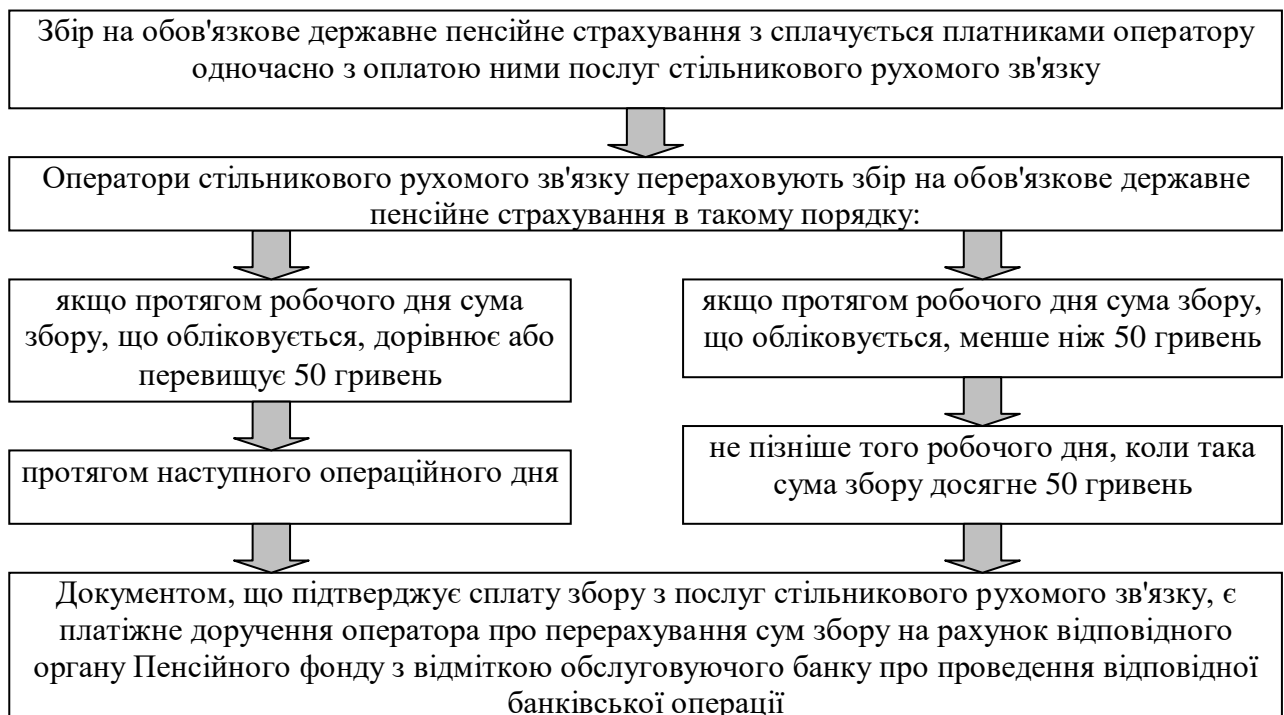 Збір на обов'язкове державне пенсійне страхування з сплачується платниками оператору
одночасно з оплатою ними послуг стільникового рухомого зв'язку
Оператори стільникового рухомого зв'язку перераховують збір на обов'язкове державне
пенсійне страхування в такому порядку:
якщо протягом робочого дня сума
збору, що обліковується, дорівнює або
перевищує 50 гривень
протягом наступного операційного дня
якщо протягом робочого дня сума збору,
що обліковується, менше ніж 50 гривень
не пізніше того робочого дня, коли така
сума збору досягне 50 гривень
Документом, що підтверджує сплату збору з послуг стільникового рухомого зв'язку, є
платіжне доручення оператора про перерахування сум збору на рахунок відповідного
органу Пенсійного фонду з відміткою обслуговуючого банку про проведення відповідної
банківської операції